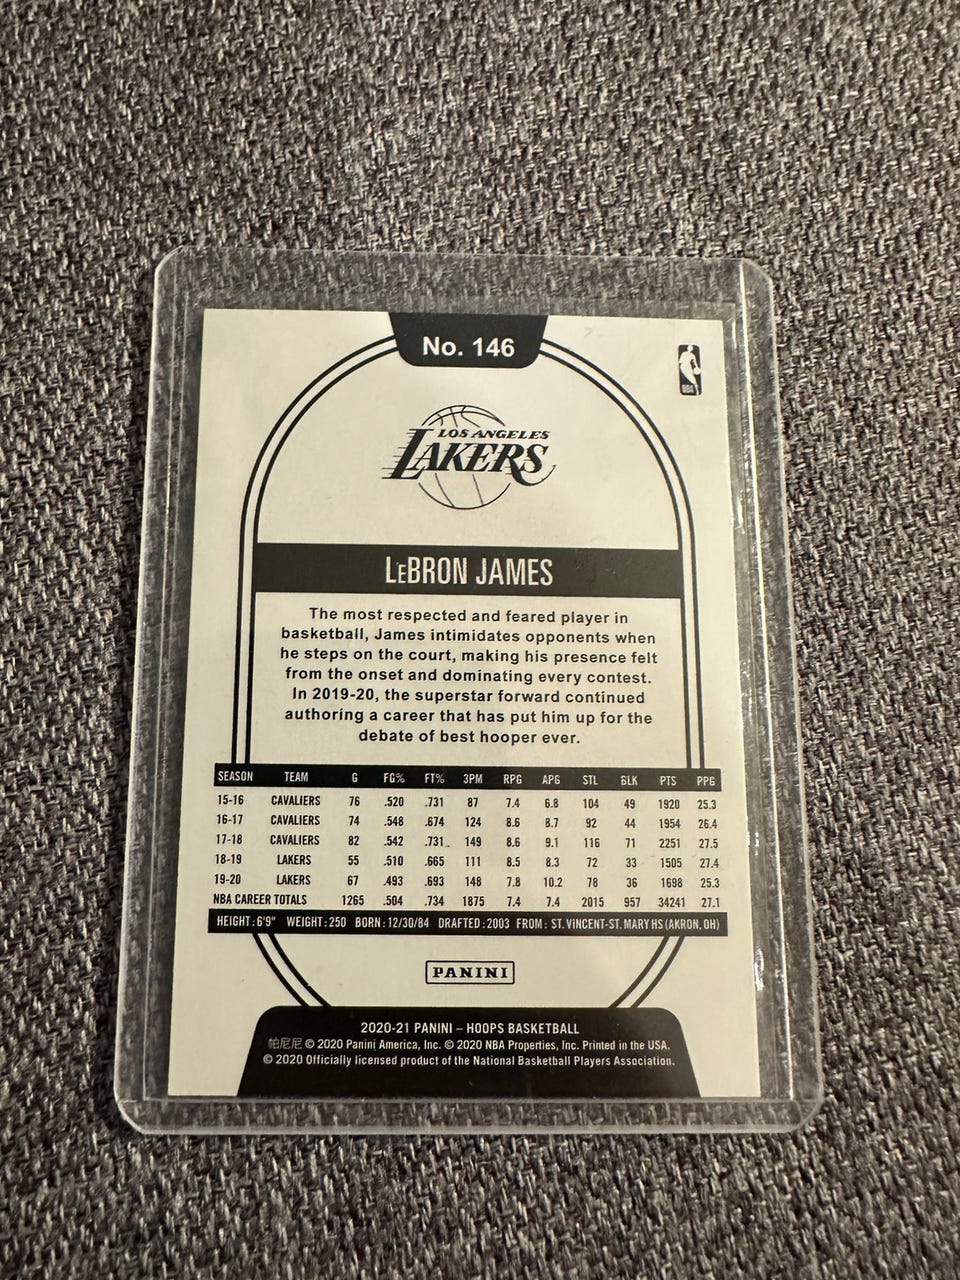 No. 146
NBA
LOS ANGELES
LAKERS
LeBRON JAMES
The most respected and feared player in
basketball, James intimidates opponents when
he steps on the court, making his presence felt
from the onset and dominating every contest.
In 2019-20, the superstar forward continued
authoring a career that has put him up for the
debate of best hooper ever.
SEASON TEAM G FG% FT% 3PM RPG APG STL BLK PTS PPG
15-16 CAVALIERS 76 .520 .731 87 7.4 6.8 104 49 1920 25.3
16-17 CAVALIERS 74 .548 .674 124 8.6 8.7 92 44 1954 26.4
17-18 CAVALIERS 82 .542 .731 149 8.6 9.1 116 71 2251 27.5
18-19 LAKERS 55 .510 .665 111 8.5 8.3 72 33 1505 27.4
19-20 LAKERS 67 .493 .693 148 7.8 10.2 78 36 1698 25.3
NBA CAREER TOTALS 1265 .504 .734 1875 7.4 7.4 2015 957 34241 27.1
HEIGHT: 6'9" WEIGHT: 250 BORN: 12/30/84 DRAFTED: 2003 FROM: ST. VINCENT-ST. MARY HS (AKRON, OH)
PANINI
2020-21 PANINI – HOOPS BASKETBALL
帕尼尼 © 2020 Panini America, Inc. © 2020 NBA Properties, Inc. Printed in the USA.
© 2020 Officially licensed product of the National Basketball Players Association.